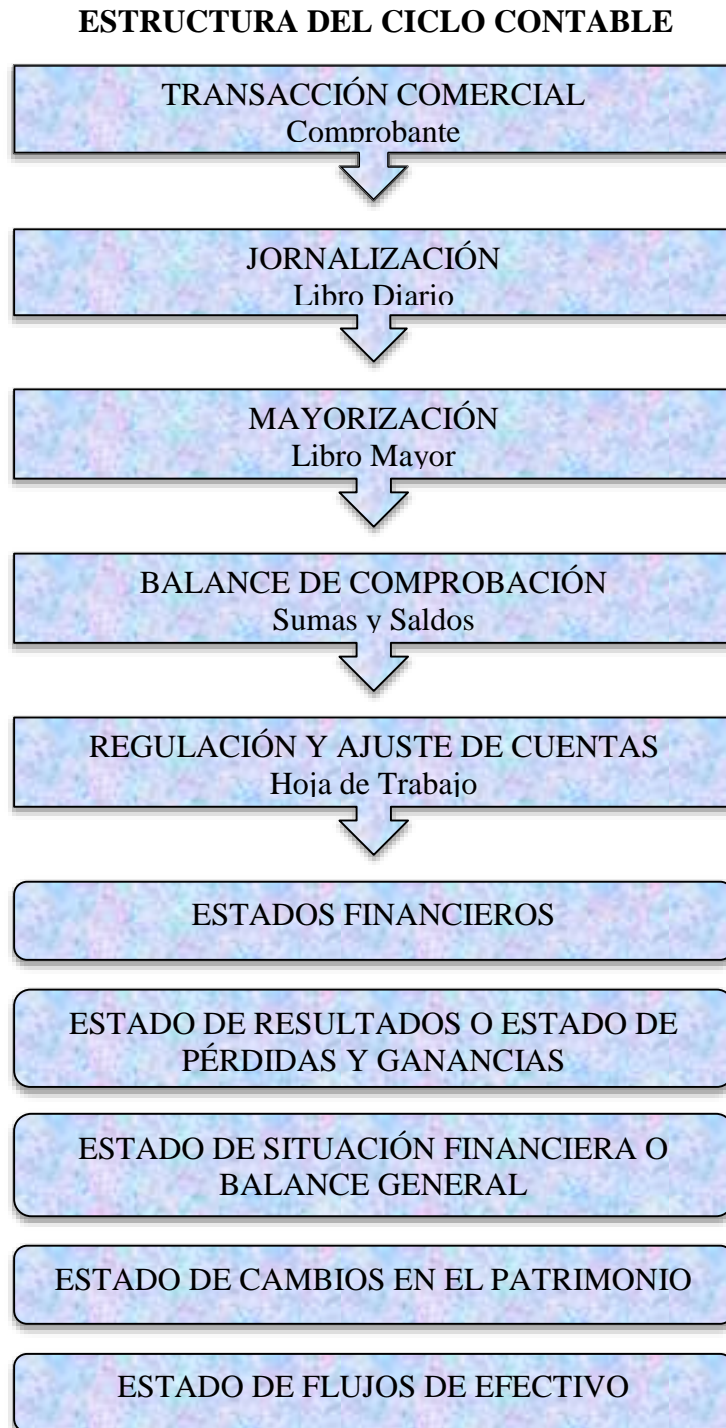 ESTRUCTURA DEL CICLO CONTABLE
TRANSACCIÓN COMERCIAL
Comprobante
JORNALIZACIÓN
Libro Diario
MAYORIZACIÓN
Libro Mayor
BALANCE DE COMPROBACIÓN
Sumas y Saldos
REGULACIÓN Y AJUSTE DE CUENTAS
Hoja de Trabajo
ESTADOS FINANCIEROS
ESTADO DE RESULTADOS O ESTADO DE
PÉRDIDAS Y GANANCIAS
ESTADO DE SITUACIÓN FINANCIERA O
BALANCE GENERAL
ESTADO DE CAMBIOS EN EL PATRIMONIO
ESTADO DE FLUJOS DE EFECTIVO